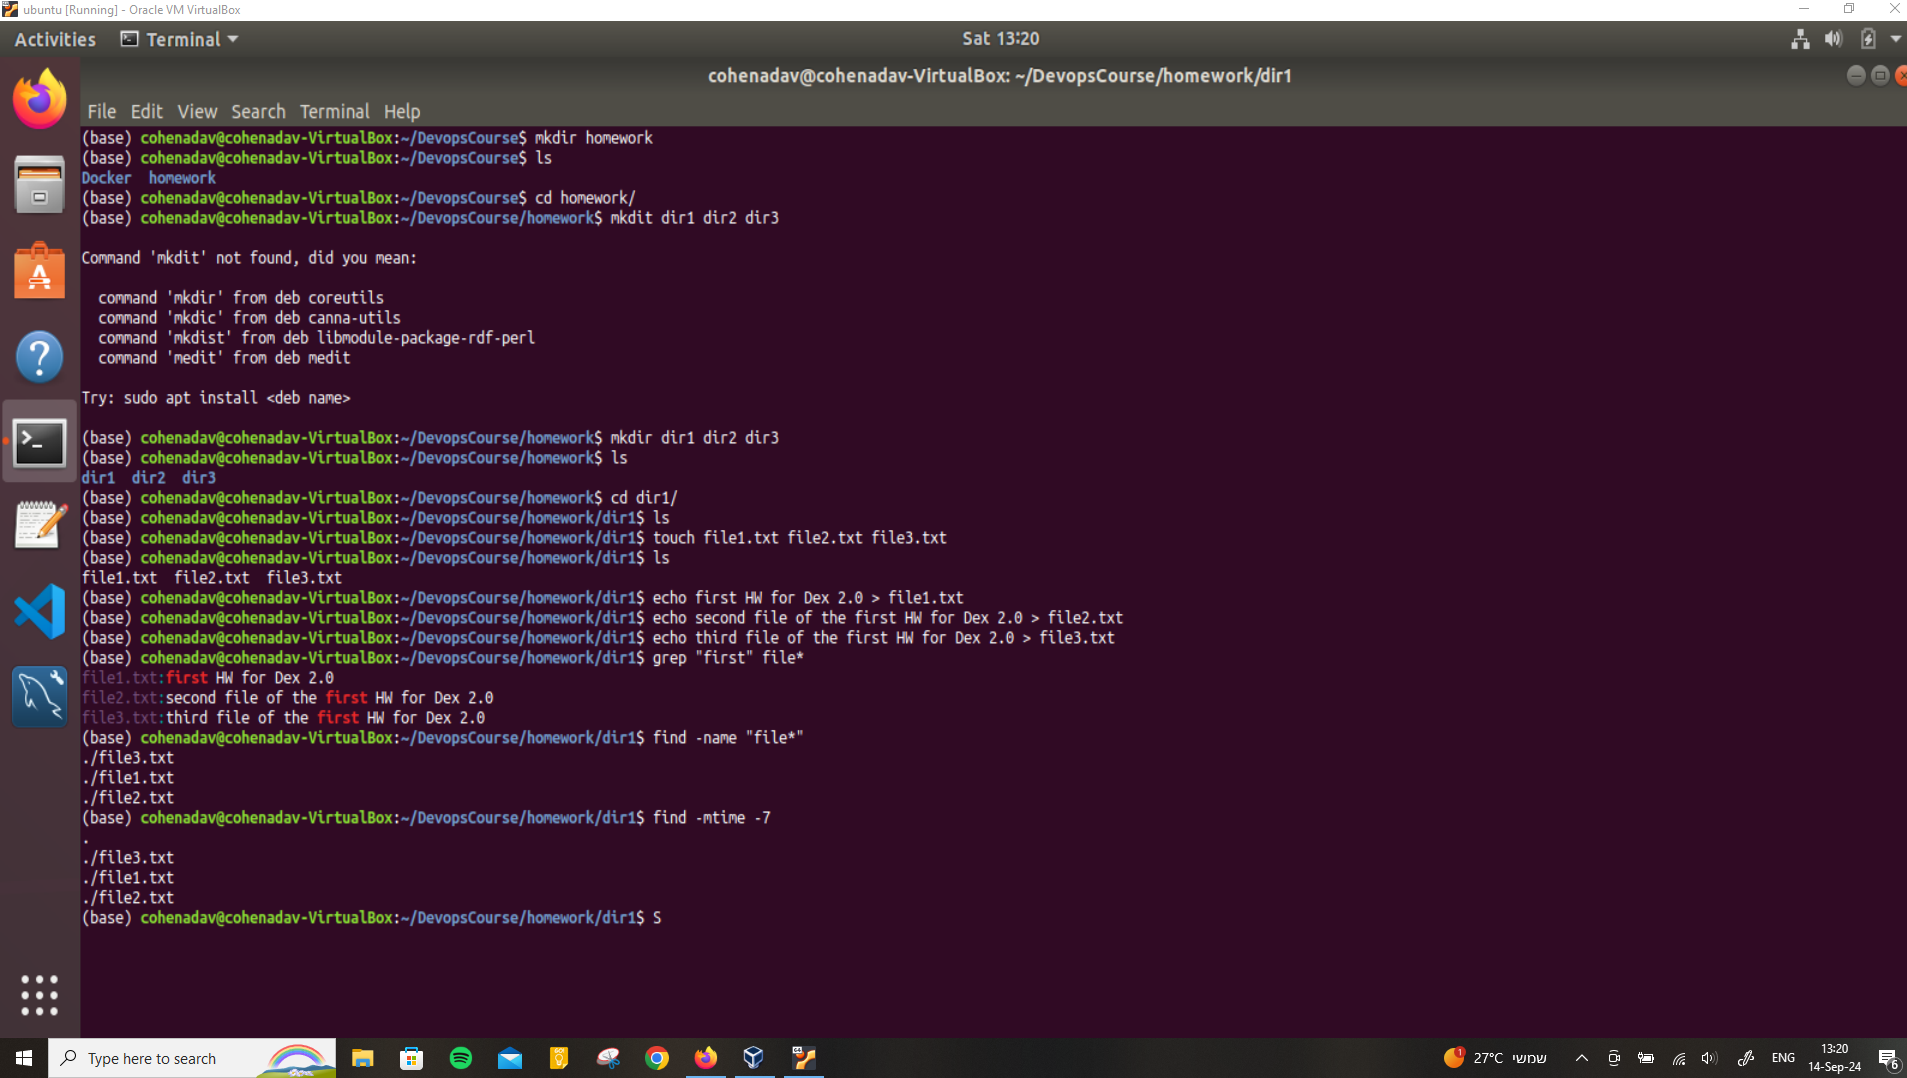 ubuntu [Running] - Oracle VM VirtualBox
Activities Terminal Sat 13:20
cohenadav@cohenadav-VirtualBox: ~/DevopsCourse/homework/dir1
File Edit View Search Terminal Help
(base) cohenadav@cohenadav-VirtualBox:~/DevopsCourse$ mkdir homework
(base) cohenadav@cohenadav-VirtualBox:~/DevopsCourse$ ls
Docker homework
(base) cohenadav@cohenadav-VirtualBox:~/DevopsCourse$ cd homework/
(base) cohenadav@cohenadav-VirtualBox:~/DevopsCourse/homework$ mkdit dir1 dir2 dir3
Command 'mkdit' not found, did you mean:
command 'mkdir' from deb coreutils
command 'mkdic' from deb canna-utils
command 'mkdist' from deb libmodule-package-rdf-perl
command 'medit' from deb medit
Try: sudo apt install <deb name>
(base) cohenadav@cohenadav-VirtualBox:~/DevopsCourse/homework$ mkdir dir1 dir2 dir3
(base) cohenadav@cohenadav-VirtualBox:~/DevopsCourse/homework$ ls
dir1 dir2 dir3
(base) cohenadav@cohenadav-VirtualBox:~/DevopsCourse/homework$ cd dir1/
(base) cohenadav@cohenadav-VirtualBox:~/DevopsCourse/homework/dir1$ ls
(base) cohenadav@cohenadav-VirtualBox:~/DevopsCourse/homework/dir1$ touch file1.txt file2.txt file3.txt
(base) cohenadav@cohenadav-VirtualBox:~/DevopsCourse/homework/dir1$ ls
file1.txt file2.txt file3.txt
(base) cohenadav@cohenadav-VirtualBox:~/DevopsCourse/homework/dir1$ echo first HW for Dex 2.0 > file1.txt
(base) cohenadav@cohenadav-VirtualBox:~/DevopsCourse/homework/dir1$ echo second file of the first HW for Dex 2.0 > file2.txt
(base) cohenadav@cohenadav-VirtualBox:~/DevopsCourse/homework/dir1$ echo third file of the first HW for Dex 2.0 > file3.txt
(base) cohenadav@cohenadav-VirtualBox:~/DevopsCourse/homework/dir1$ grep "first" file*
file1.txt:first HW for Dex 2.0
file2.txt:second file of the first HW for Dex 2.0
file3.txt:third file of the first HW for Dex 2.0
(base) cohenadav@cohenadav-VirtualBox:~/DevopsCourse/homework/dir1$ find -name "file*"
./file3.txt
./file1.txt
./file2.txt
(base) cohenadav@cohenadav-VirtualBox:~/DevopsCourse/homework/dir1$ find -mtime -7
.
./file3.txt
./file1.txt
./file2.txt
(base) cohenadav@cohenadav-VirtualBox:~/DevopsCourse/homework/dir1$ S
Type here to search
1 27°C שמשי ENG 13:20
14-Sep-24 6